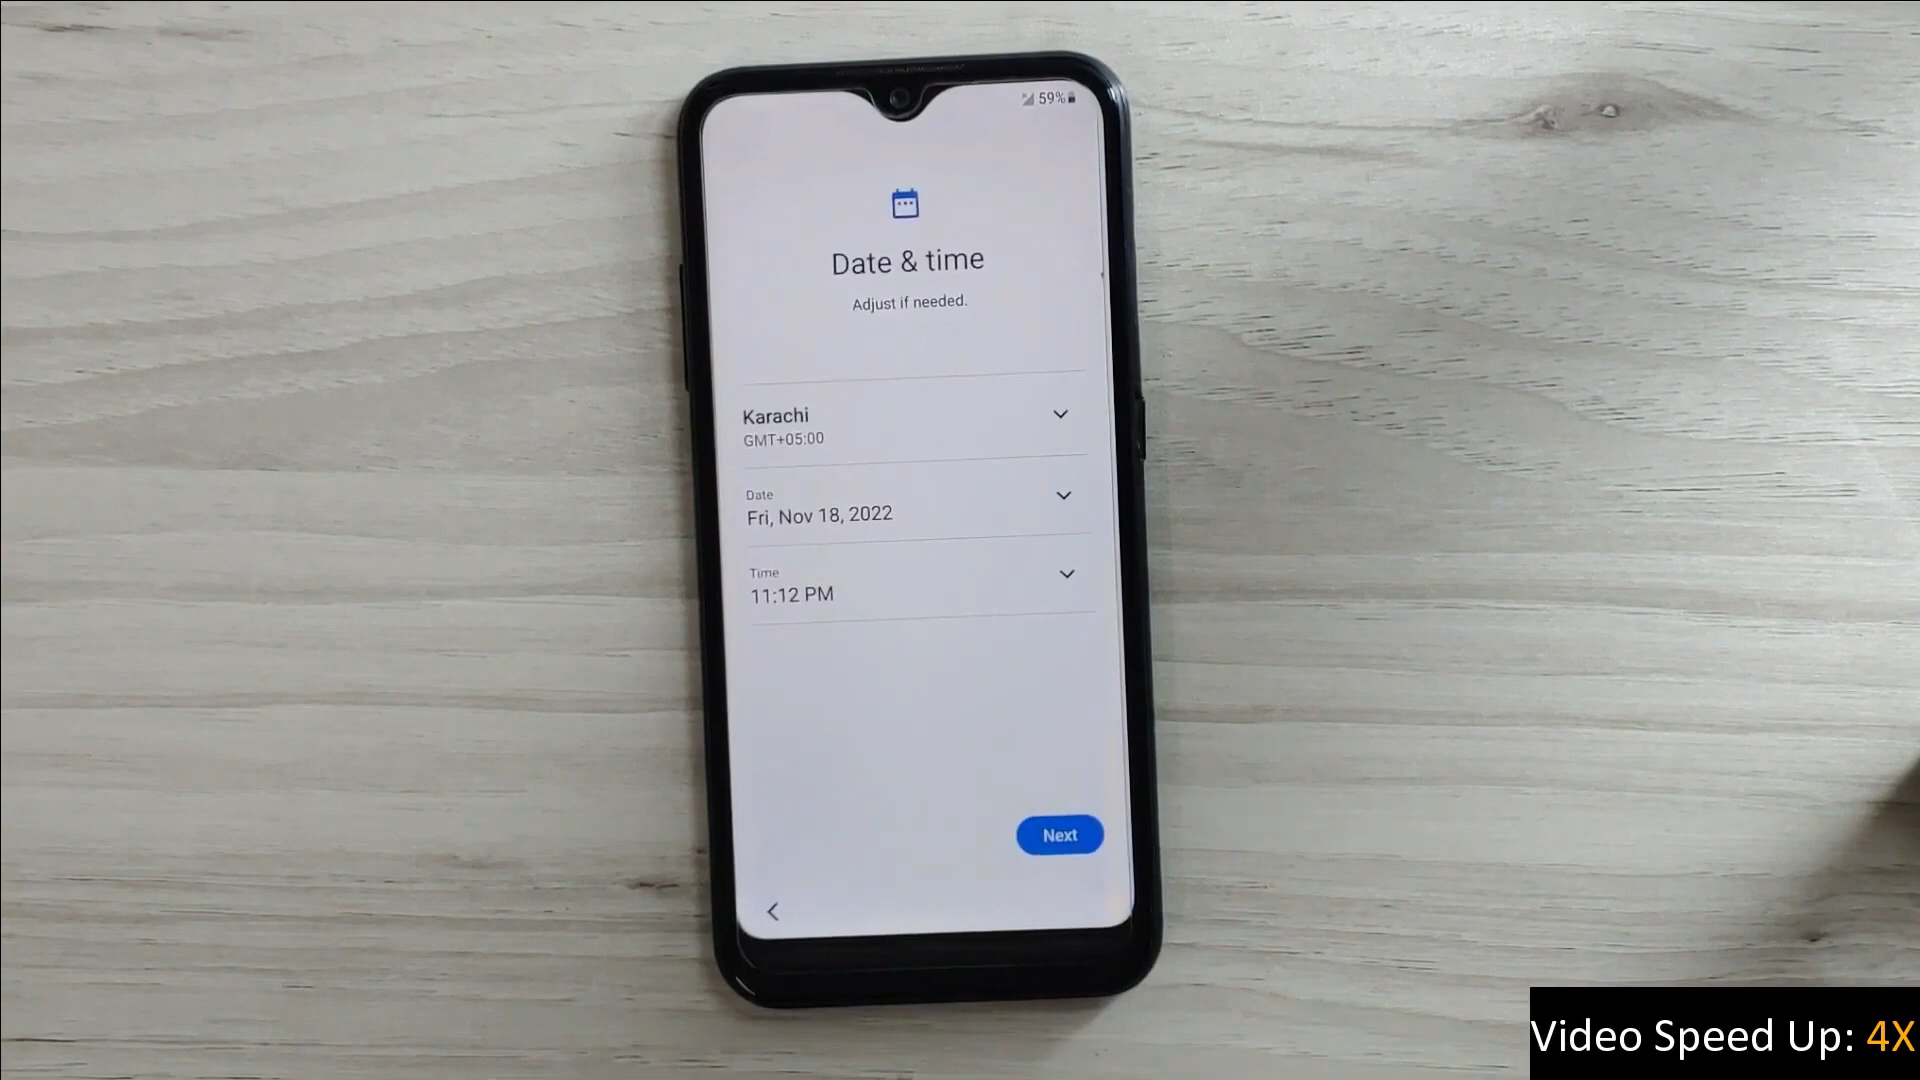 59%
Date & time
Adjust if needed.
Karachi
GMT+05:00
Date
Fri, Nov 18, 2022
Time
11:12 PM
Next
Video Speed Up: 4X